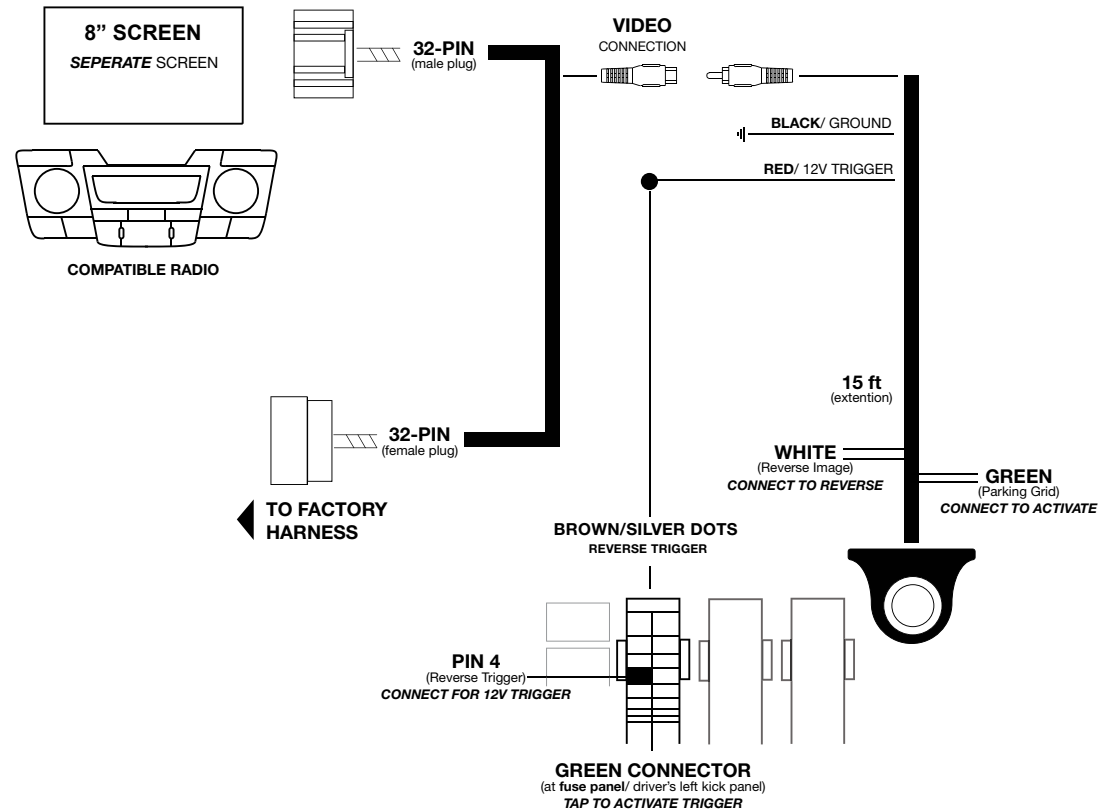 8” SCREEN
SEPERATE SCREEN
COMPATIBLE RADIO
32-PIN
(male plug)
VIDEO
CONNECTION
BLACK/ GROUND
RED/ 12V TRIGGER
15 ft
(extention)
WHITE
(Reverse Image)
CONNECT TO REVERSE
GREEN
(Parking Grid)
CONNECT TO ACTIVATE
32-PIN
(female plug)
TO FACTORY
HARNESS
BROWN/SILVER DOTS
REVERSE TRIGGER
PIN 4
(Reverse Trigger)
CONNECT FOR 12V TRIGGER
GREEN CONNECTOR
(at fuse panel/ driver’s left kick panel)
TAP TO ACTIVATE TRIGGER